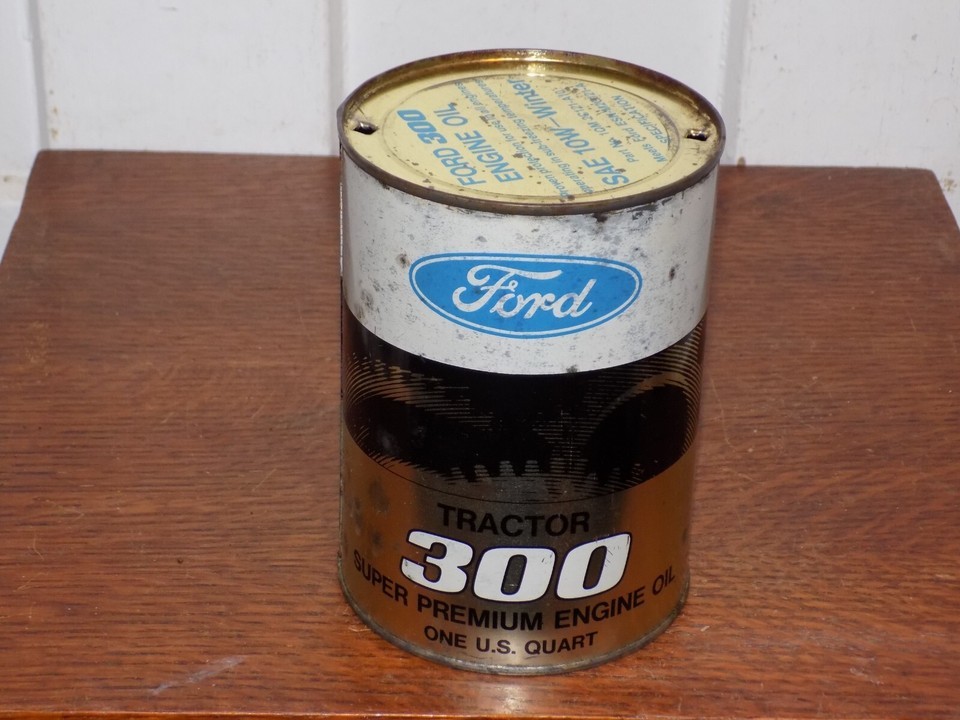 FORD 300
ENGINE OIL
SAE 10W-Winter
Ford
TRACTOR
300
SUPER PREMIUM ENGINE OIL
ONE U.S. QUART